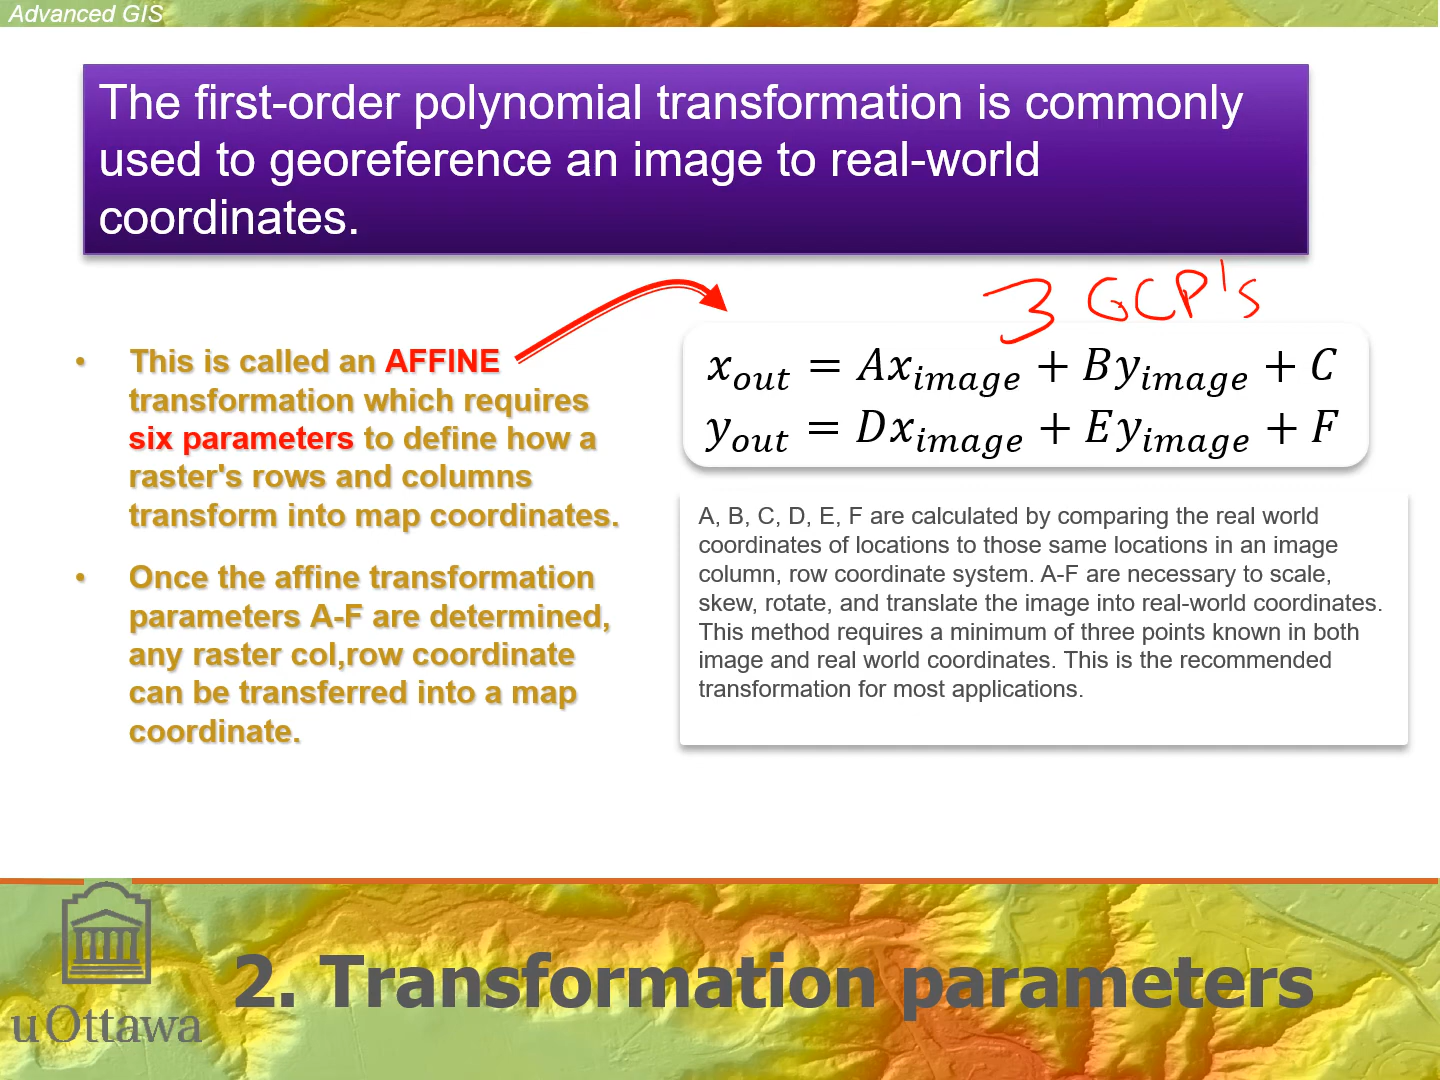 Advanced GIS
The first-order polynomial transformation is commonly
used to georeference an image to real-world
coordinates.
3 GCP's
• This is called an AFFINE
transformation which requires
six parameters to define how a
raster's rows and columns
transform into map coordinates.
• Once the affine transformation
parameters A-F are determined,
any raster col,row coordinate
can be transferred into a map
coordinate.
x_out = Ax_image + By_image + C
y_out = Dx_image + Ey_image + F
A, B, C, D, E, F are calculated by comparing the real world
coordinates of locations to those same locations in an image
column, row coordinate system. A-F are necessary to scale,
skew, rotate, and translate the image into real-world coordinates.
This method requires a minimum of three points known in both
image and real world coordinates. This is the recommended
transformation for most applications.
uOttawa
2. Transformation parameters